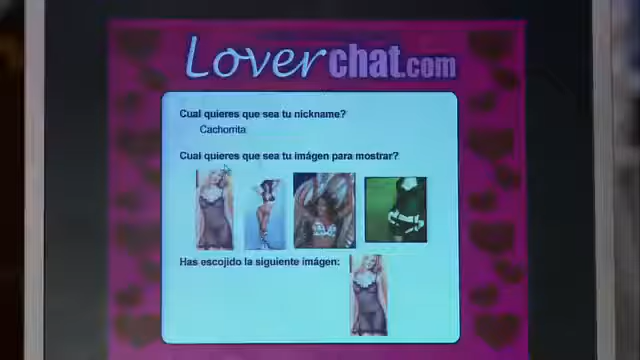 Loverchat.com
Cual quieres que sea tu nickname?
Cachorrita
Cual quieres que sea tu imágen para mostrar?
Has escojido la siguiente imágen: